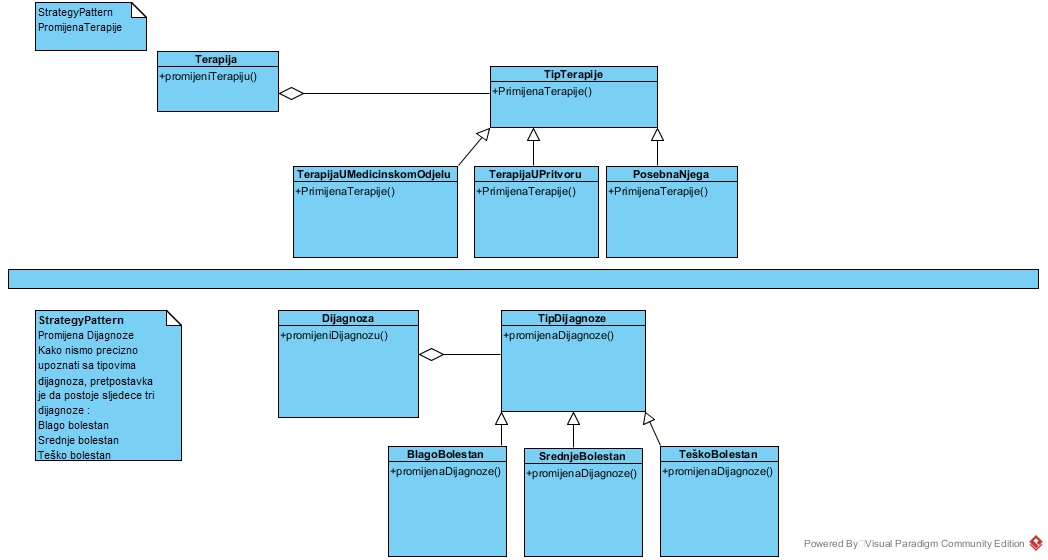 StrategyPattern
PromijenaTerapije
Terapija
+promijeniTerapiju()
TipTerapije
+PrimijenaTerapije()
TerapijaUMedicinskomOdjelu
+PrimijenaTerapije()
TerapijaUPritvoru
+PrimijenaTerapije()
PosebnaNjega
+PrimijenaTerapije()
StrategyPattern
Promijena Dijagnoze
Kako nismo precizno
upoznati sa tipovima
dijagnoza, pretpostavka
je da postoje sljedece tri
dijagnoze :
Blago bolestan
Srednje bolestan
Teško bolestan
Dijagnoza
+promijeniDijagnozu()
TipDijagnoze
+promijenaDijagnoze()
BlagoBolestan
+promijenaDijagnoze()
SrednjeBolestan
+promijenaDijagnoze()
TeškoBolestan
+promijenaDijagnoze()
Powered By Visual Paradigm Community Edition